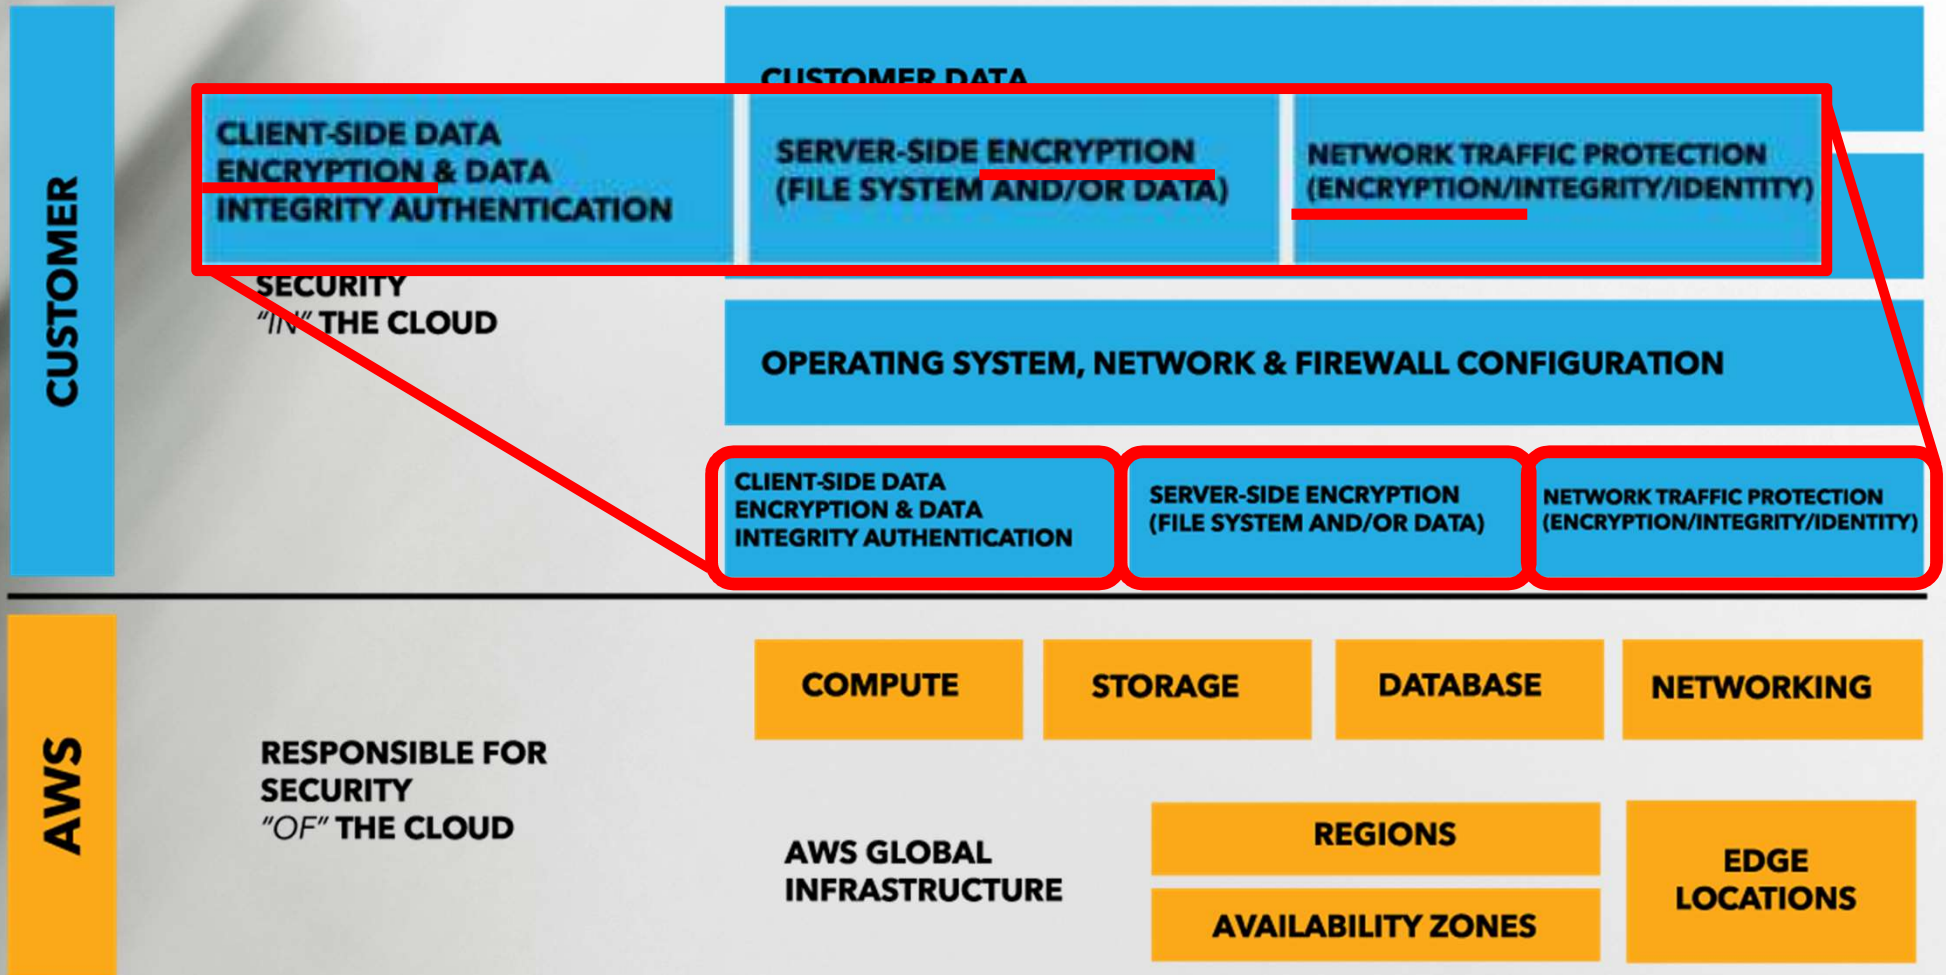 CUSTOMER
CUSTOMER DATA
CLIENT-SIDE DATA
ENCRYPTION & DATA
INTEGRITY AUTHENTICATION
SERVER-SIDE ENCRYPTION
(FILE SYSTEM AND/OR DATA)
NETWORK TRAFFIC PROTECTION
(ENCRYPTION/INTEGRITY/IDENTITY)
SECURITY
"IN" THE CLOUD
OPERATING SYSTEM, NETWORK & FIREWALL CONFIGURATION
CLIENT-SIDE DATA
ENCRYPTION & DATA
INTEGRITY AUTHENTICATION
SERVER-SIDE ENCRYPTION
(FILE SYSTEM AND/OR DATA)
NETWORK TRAFFIC PROTECTION
(ENCRYPTION/INTEGRITY/IDENTITY)
AWS
RESPONSIBLE FOR
SECURITY
"OF" THE CLOUD
COMPUTE
STORAGE
DATABASE
NETWORKING
AWS GLOBAL
INFRASTRUCTURE
REGIONS
AVAILABILITY ZONES
EDGE
LOCATIONS